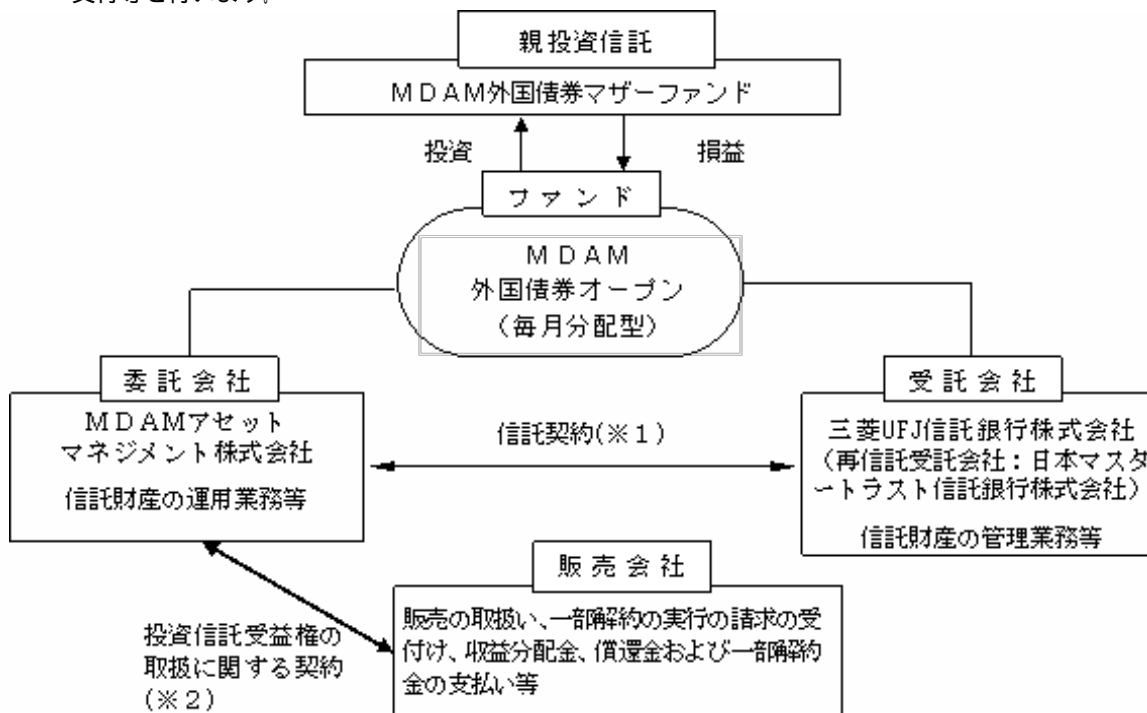 親投資信託
MDAM外国債券マザーファンド
投資
損益
ファンド
MDAM
外国債券オープン
(毎月分配型)
委託会社
MDAMアセット
マネジメント株式会社
信託財産の運用業務等
信託契約(※1)
受託会社
三菱UFJ信託銀行株式会社
(再信託受託会社:日本マスタ
ートラスト信託銀行株式会社)
信託財産の管理業務等
投資信託受益権の
取扱に関する契約
(※2)
販売会社
販売の取扱い、一部解約の実行の請求の受
付け、収益分配金、償還金および一部解約
金の支払い等